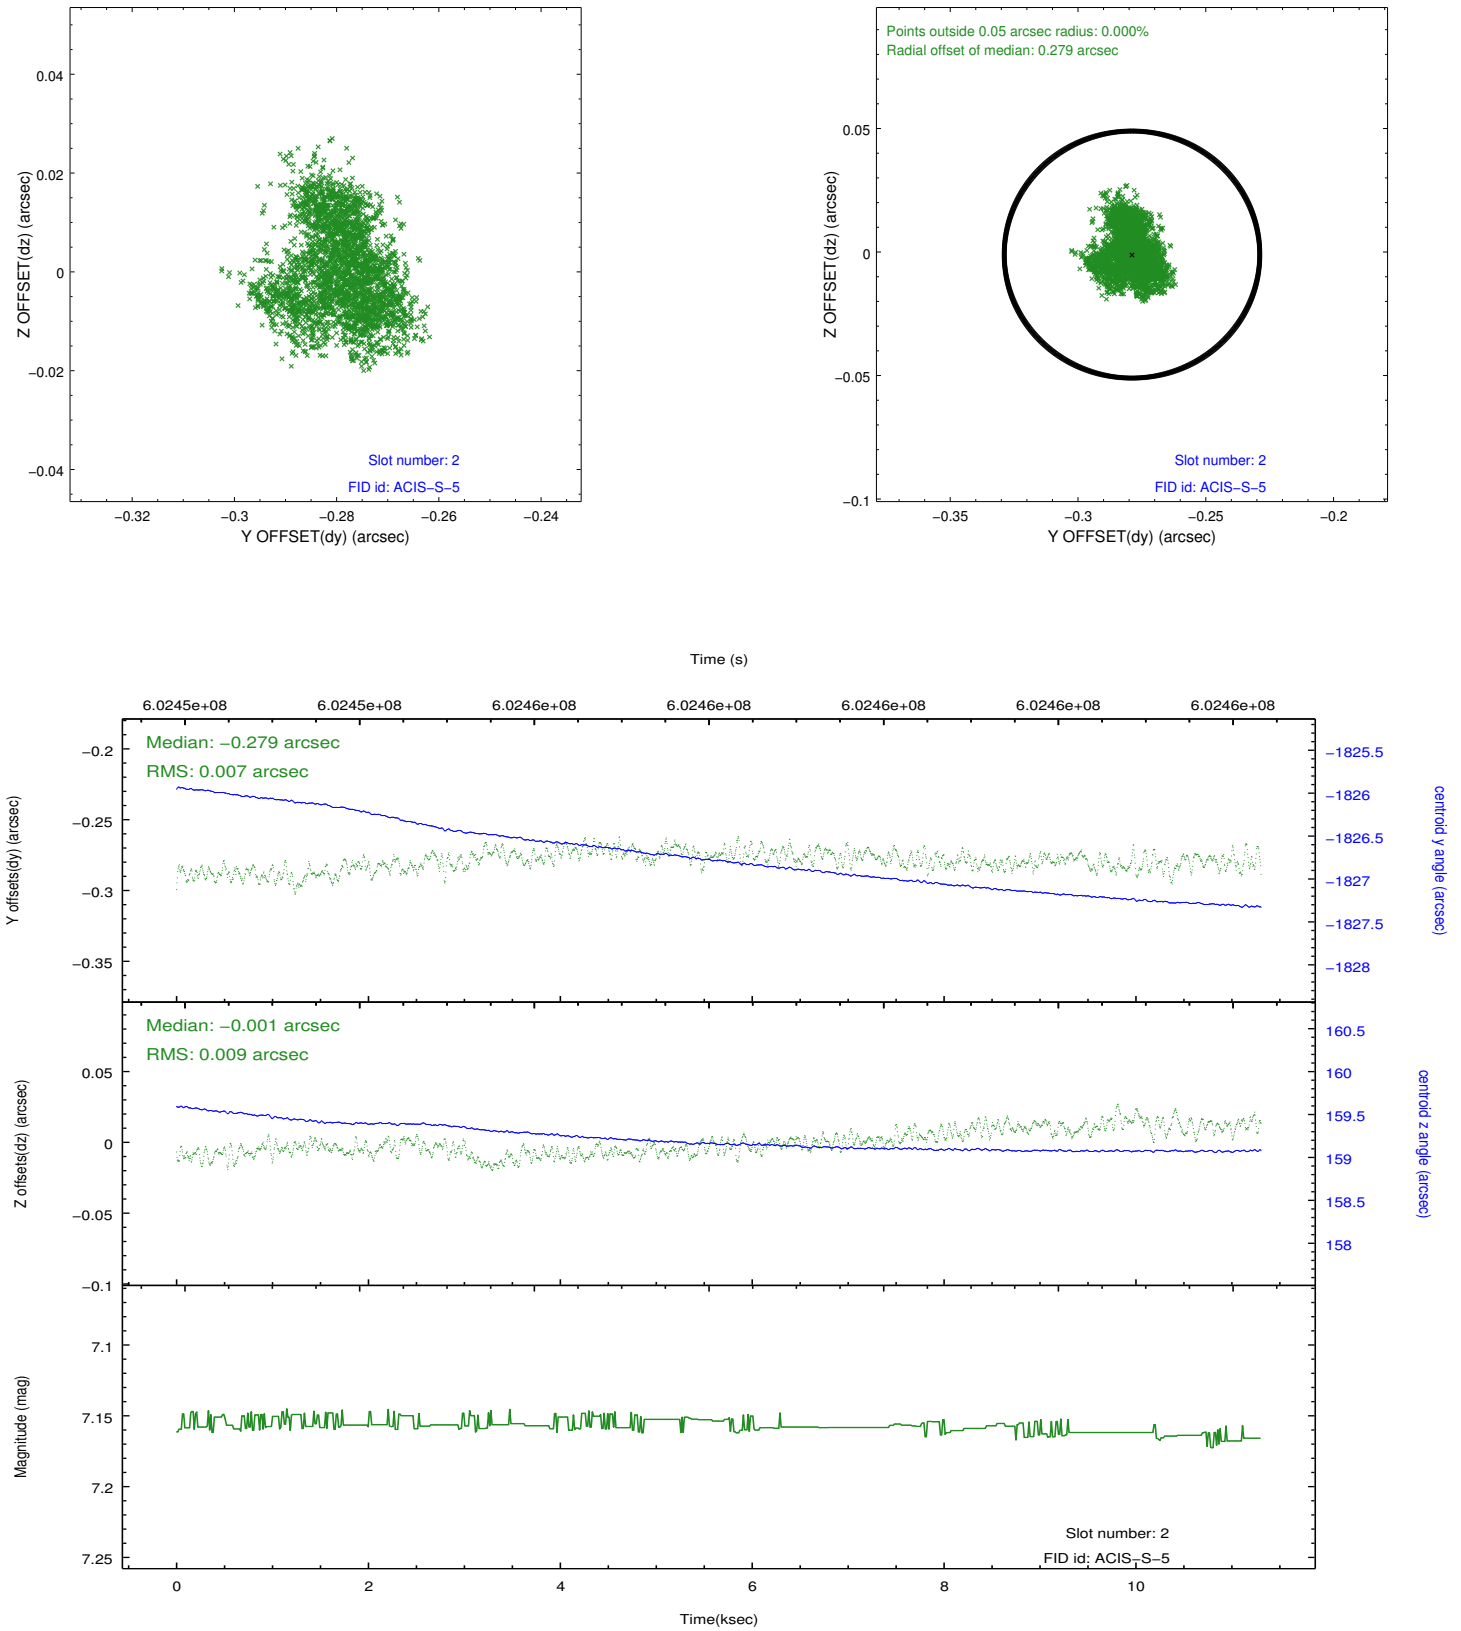 0.04
0.02
0
−0.02
−0.04
Z OFFSET(dz) (arcsec)
Slot number: 2
FID id: ACIS−S−5
−0.32
−0.3
−0.28
−0.26
−0.24
Y OFFSET(dy) (arcsec)
Points outside 0.05 arcsec radius: 0.000%
Radial offset of median: 0.279 arcsec
0.05
0
−0.05
−0.1
Z OFFSET(dz) (arcsec)
Slot number: 2
FID id: ACIS−S−5
−0.35
−0.3
−0.25
−0.2
Y OFFSET(dy) (arcsec)
Time (s)
6.0245e+08
6.0245e+08
6.0246e+08
6.0246e+08
6.0246e+08
6.0246e+08
6.0246e+08
Median: −0.279 arcsec
RMS: 0.007 arcsec
−0.2
−0.25
−0.3
−0.35
Y offsets(dy) (arcsec)
−1825.5
−1826
−1826.5
−1827
−1827.5
−1828
centroid y angle (arcsec)
Median: −0.001 arcsec
RMS: 0.009 arcsec
0.05
0
−0.05
−0.1
Z offsets(dz) (arcsec)
160.5
160
159.5
159
158.5
158
centroid z angle (arcsec)
7.1
7.15
7.2
7.25
Magnitude (mag)
Slot number: 2
FID id: ACIS−S−5
0
2
4
6
8
10
Time(ksec)